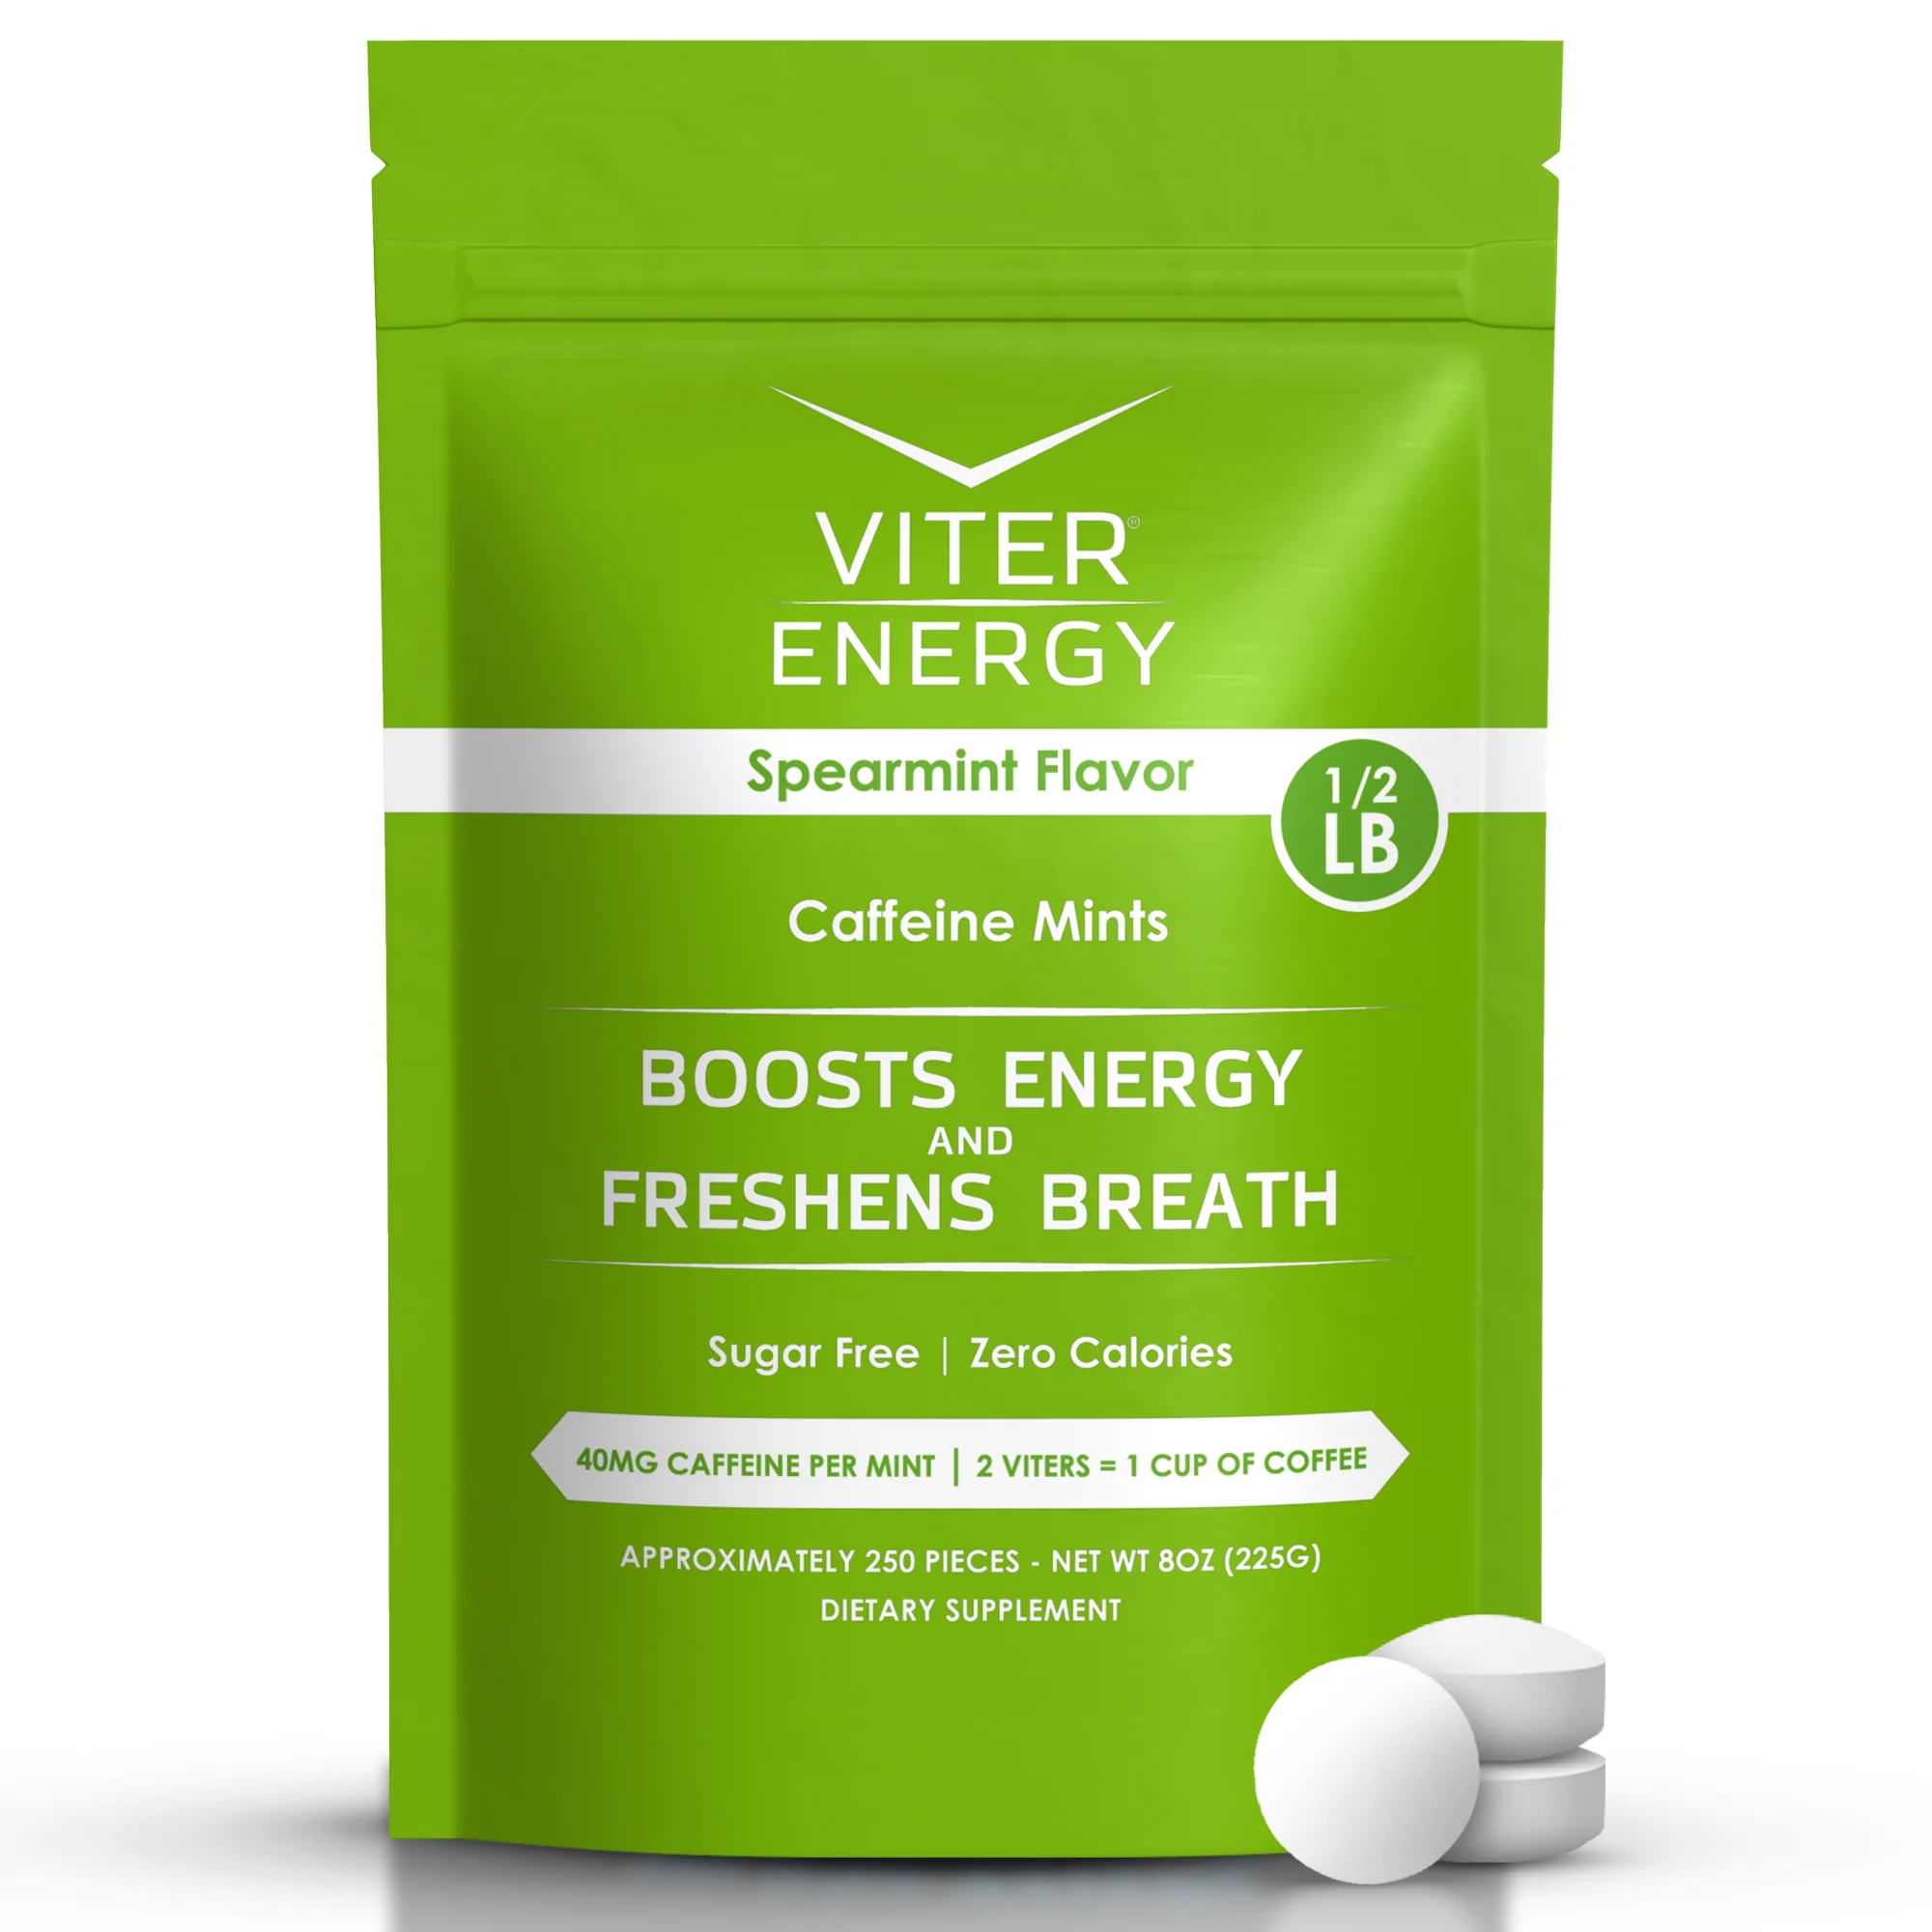 VITER®
ENERGY
Spearmint Flavor
1/2
LB
Caffeine Mints
BOOSTS ENERGY
AND
FRESHENS BREATH
Sugar Free | Zero Calories
40MG CAFFEINE PER MINT | 2 VITERS = 1 CUP OF COFFEE
APPROXIMATELY 250 PIECES - NET WT 8OZ (225G)
DIETARY SUPPLEMENT